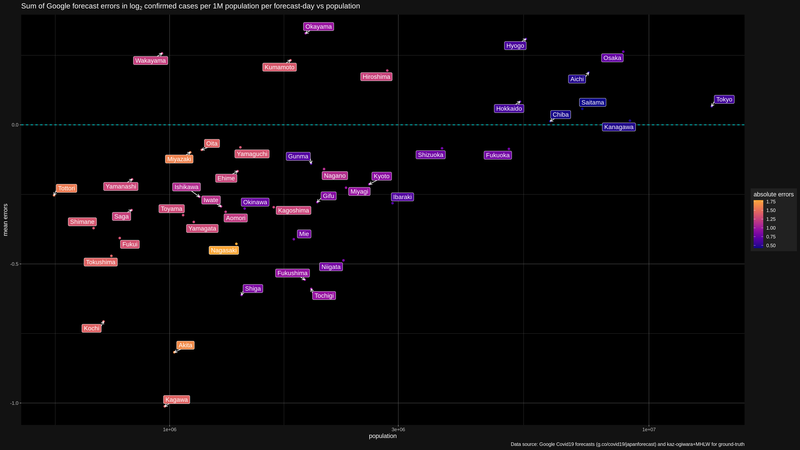 Sum of Google forecast errors in log2 confirmed cases per 1M population per forecast-day vs population
Okayama
Hyogo
Wakayama
Osaka
Kumamoto
Hiroshima
Aichi
Tokyo
Saitama
Hokkaido
Chiba
0.0
Kanagawa
Oita
Yamaguchi
Miyazaki
Gunma
Shizuoka
Fukuoka
Ehime
Nagano
Kyoto
Tottori
Yamanashi
Ishikawa
Miyagi
Iwate
Okinawa
Gifu
Ibaraki
Toyama
Kagoshima
Saga
Aomori
Shimane
Yamagata
Mie
Fukui
Nagasaki
Tokushima
-0.5
Niigata
Fukushima
Shiga
Tochigi
Kochi
Akita
Kagawa
-1.0
mean errors
1e+06
3e+06
1e+07
population
absolute errors
1.75
1.50
1.25
1.00
0.75
0.50
Data source: Google Covid19 forecasts (g.co/covid19/japanforecast) and kaz-ogiwara+MHLW for ground-truth